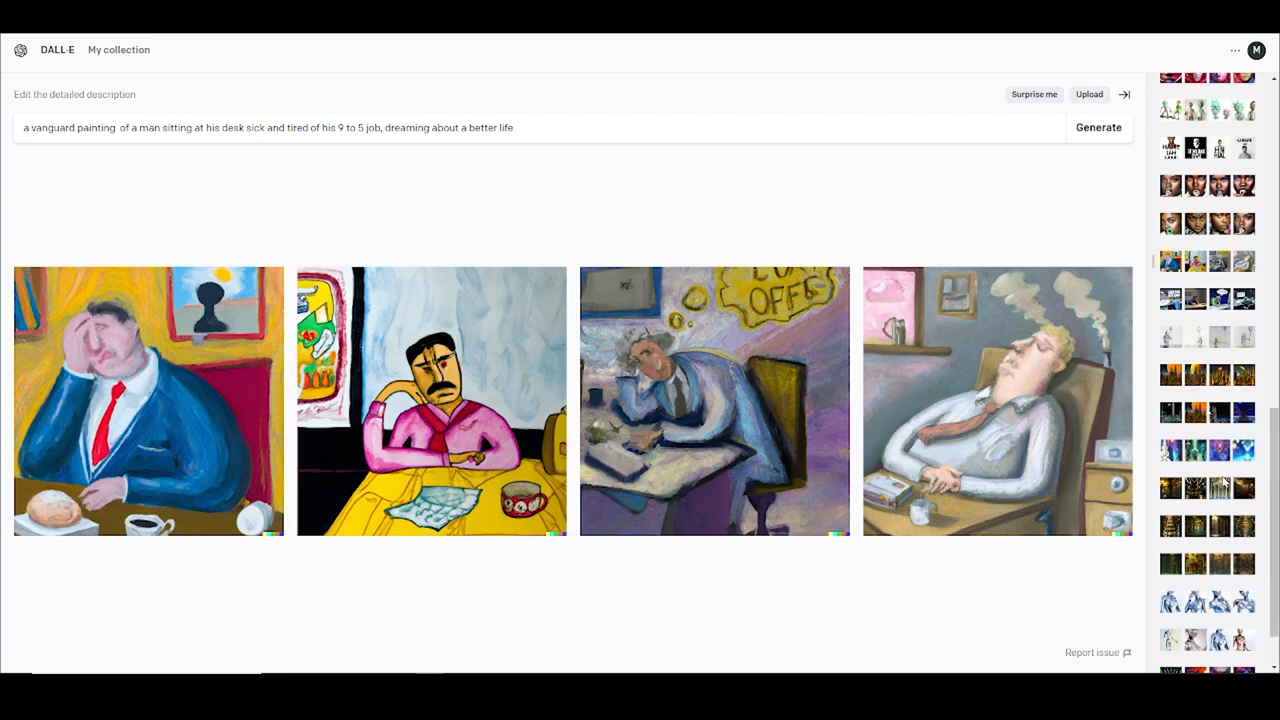 DALL·E My collection
M
Edit the detailed description
Surprise me Upload
a vanguard painting of a man sitting at his desk sick and tired of his 9 to 5 job, dreaming about a better life
Generate
OFF
Report issue